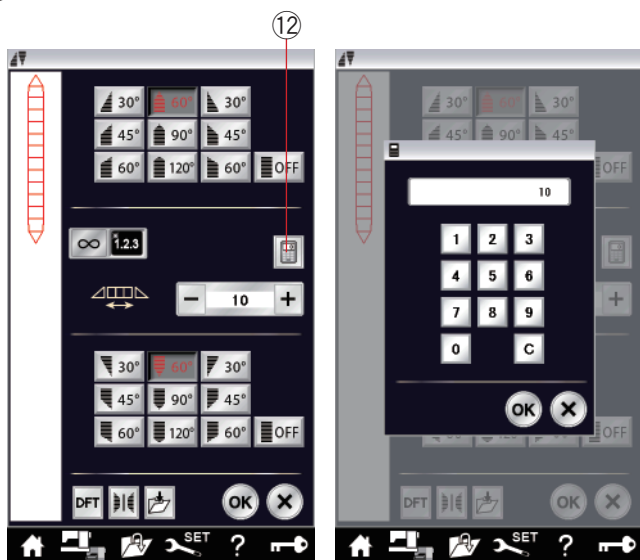 ⑫
30° 60° 30°
45° 90° 45°
60° 120° 60° OFF
∞ 1.2.3
− 10 +
30° 60° 30°
45° 90° 45°
60° 120° 60° OFF
DFT OK X
SET ?
30° 60° 30°
45° 90° 45°
OFF
10
1 2 3
4 5 6
7 8 9
0 C
+
OK X
OFF
DFT OK X
SET ?